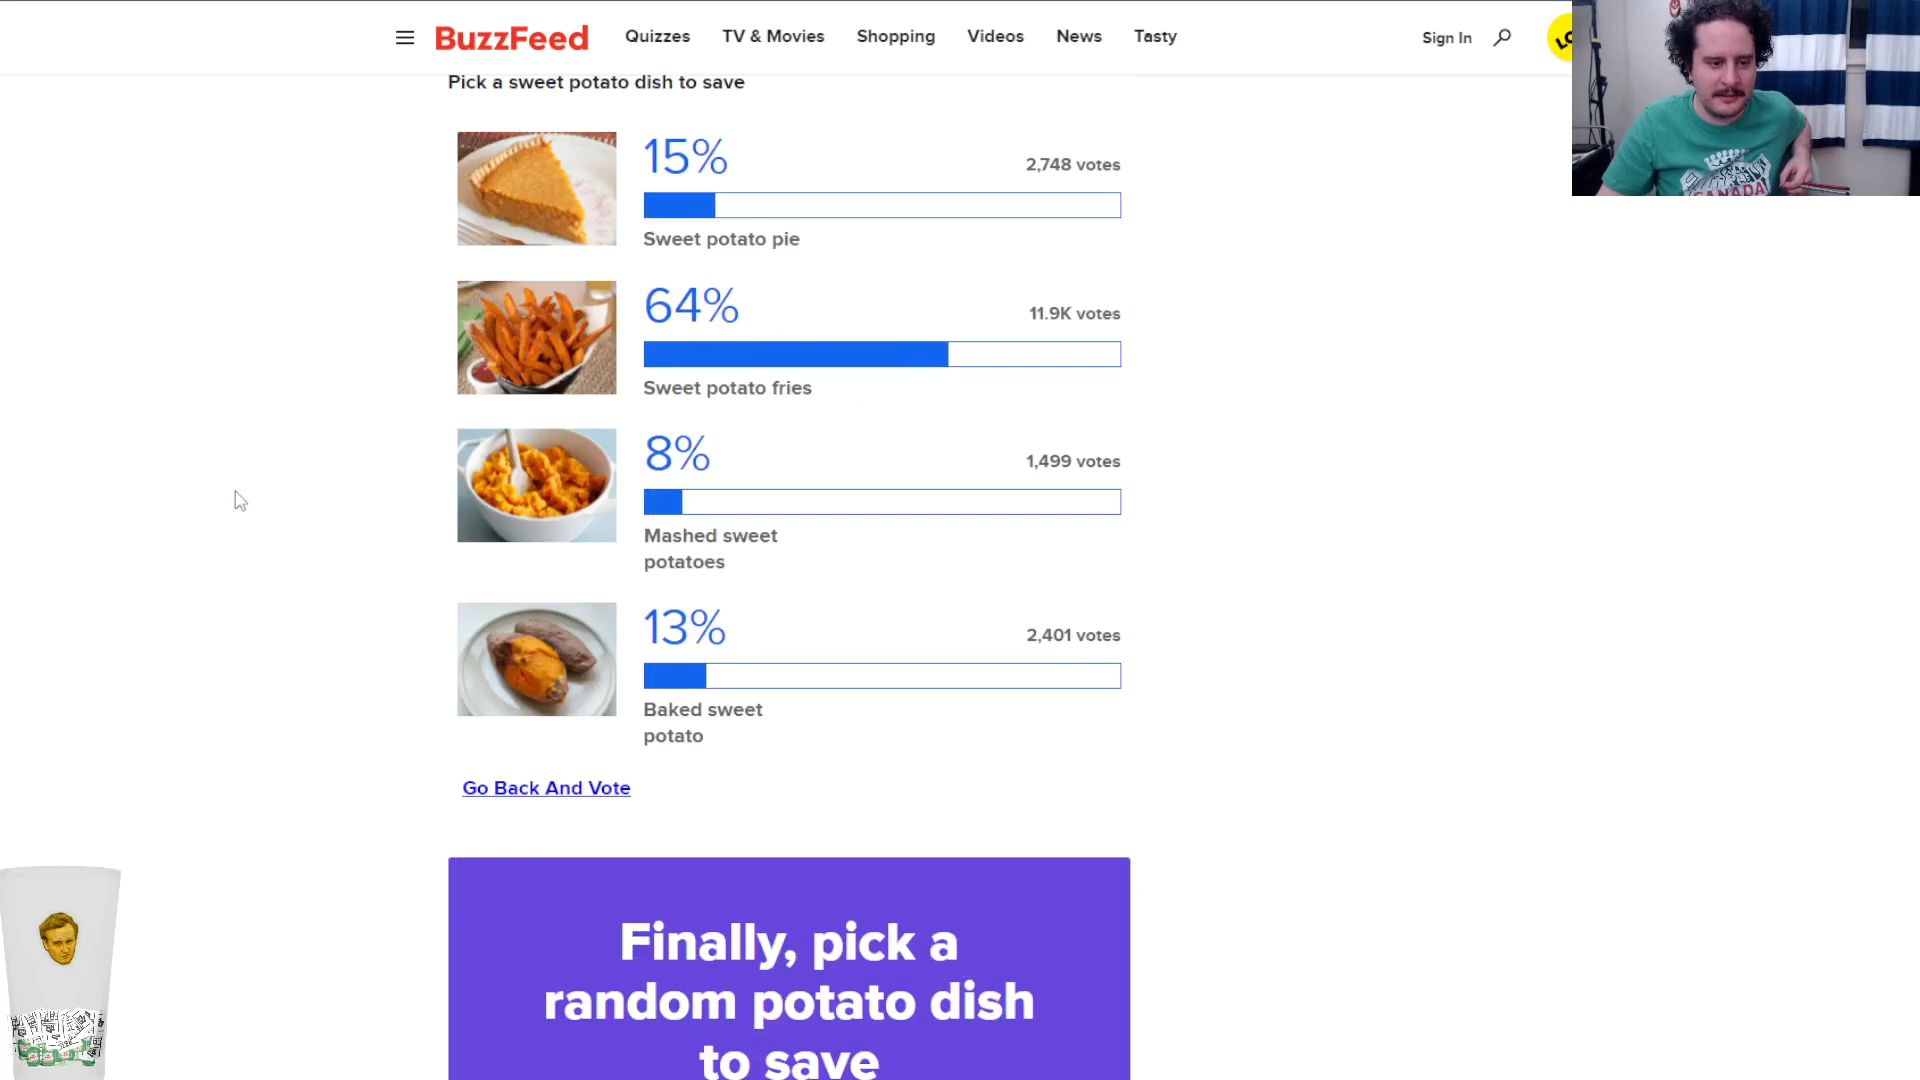 BuzzFeed Quizzes TV & Movies Shopping Videos News Tasty Sign In
Pick a sweet potato dish to save
15%
2,748 votes
Sweet potato pie
64%
11.9K votes
Sweet potato fries
8%
1,499 votes
Mashed sweet
potatoes
13%
2,401 votes
Baked sweet
potato
Go Back And Vote
Finally, pick a
random potato dish
to save
CANADA